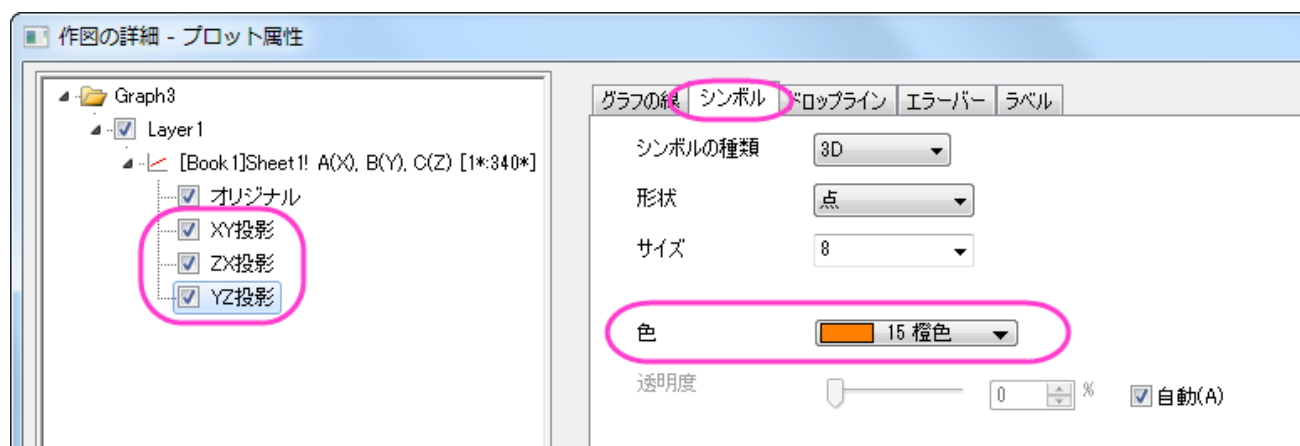 作図の詳細 - プロット属性
Graph3
Layer1
[Book1]Sheet1! A(X), B(Y), C(Z) [1*:340*]
オリジナル
XY投影
ZX投影
YZ投影
グラフの線 シンボル ドロップライン エラーバー ラベル
シンボルの種類 3D
形状 点
サイズ 8
色 15 橙色
透明度 0 % 自動(A)